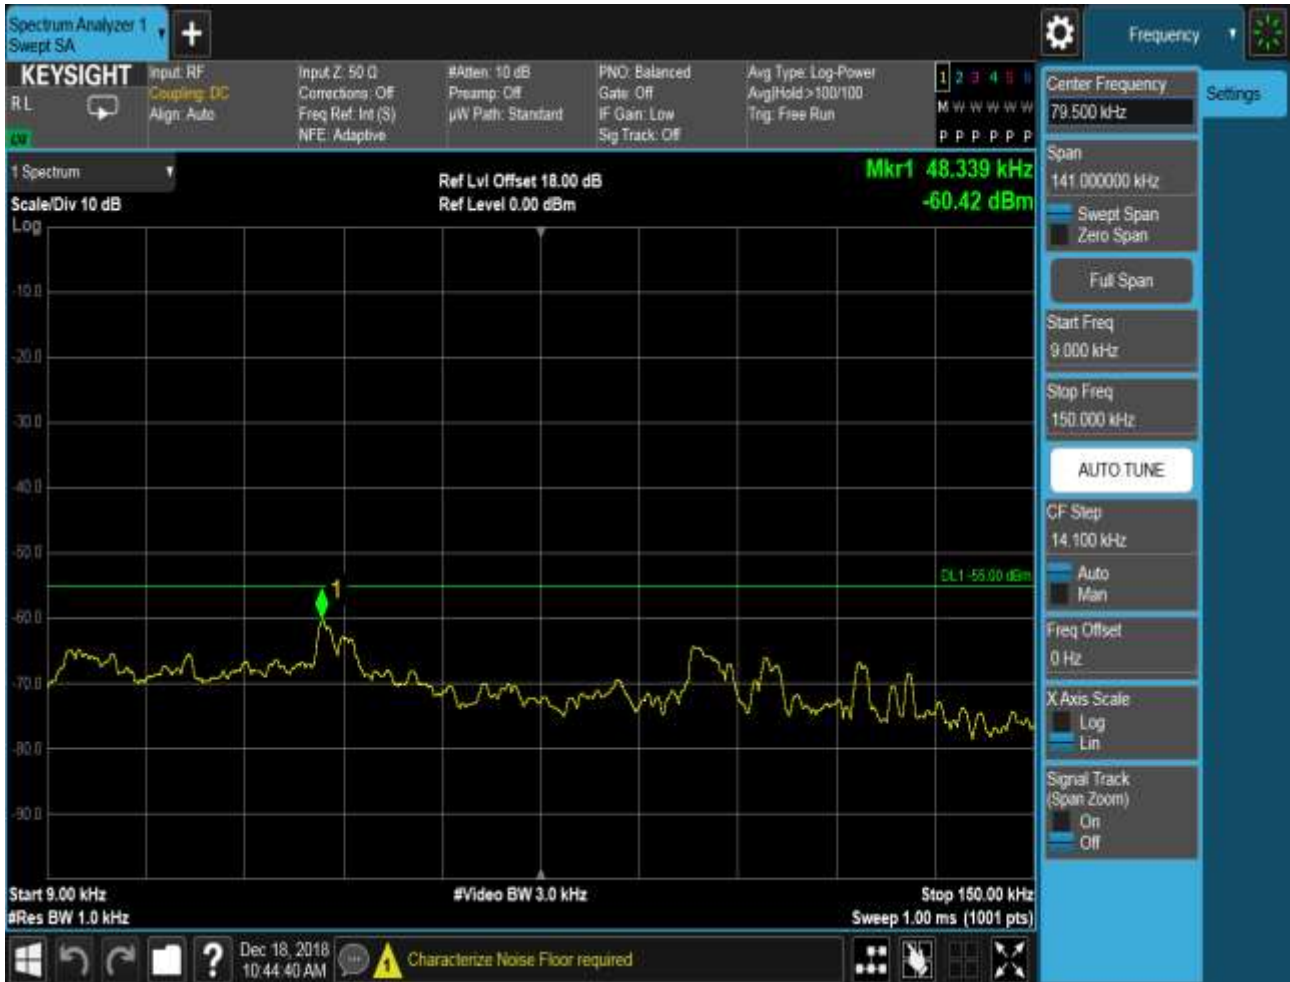 Spectrum Analyzer 1
Swept SA
+
Frequency
KEYSIGHT
RL
LXI
Input: RF
Coupling: DC
Align: Auto
Input Z: 50 Ω
Corrections: Off
Freq Ref: Int (S)
NFE: Adaptive
#Atten: 10 dB
Preamp: Off
µW Path: Standard
PNO: Balanced
Gate: Off
IF Gain: Low
Sig Track: Off
Avg Type: Log-Power
Avg|Hold:>100/100
Trig: Free Run
1 2 3 4 5 6
M W W W W W
P P P P P P
1 Spectrum
Scale/Div 10 dB
Log
Ref Lvl Offset 18.00 dB
Ref Level 0.00 dBm
Mkr1 48.339 kHz
-60.42 dBm
-10.0
-20.0
-30.0
-40.0
-50.0
-60.0
-70.0
-80.0
-90.0
1
DL1 -55.00 dBm
Start 9.00 kHz
#Res BW 1.0 kHz
#Video BW 3.0 kHz
Stop 150.00 kHz
Sweep 1.00 ms (1001 pts)
Center Frequency
79.500 kHz
Settings
Span
141.000000 kHz
Swept Span
Zero Span
Full Span
Start Freq
9.000 kHz
Stop Freq
150.000 kHz
AUTO TUNE
CF Step
14.100 kHz
Auto
Man
Freq Offset
0 Hz
X Axis Scale
Log
Lin
Signal Track
(Span Zoom)
On
Off
?
Dec 18, 2018
10:44:40 AM
1
Characterize Noise Floor required